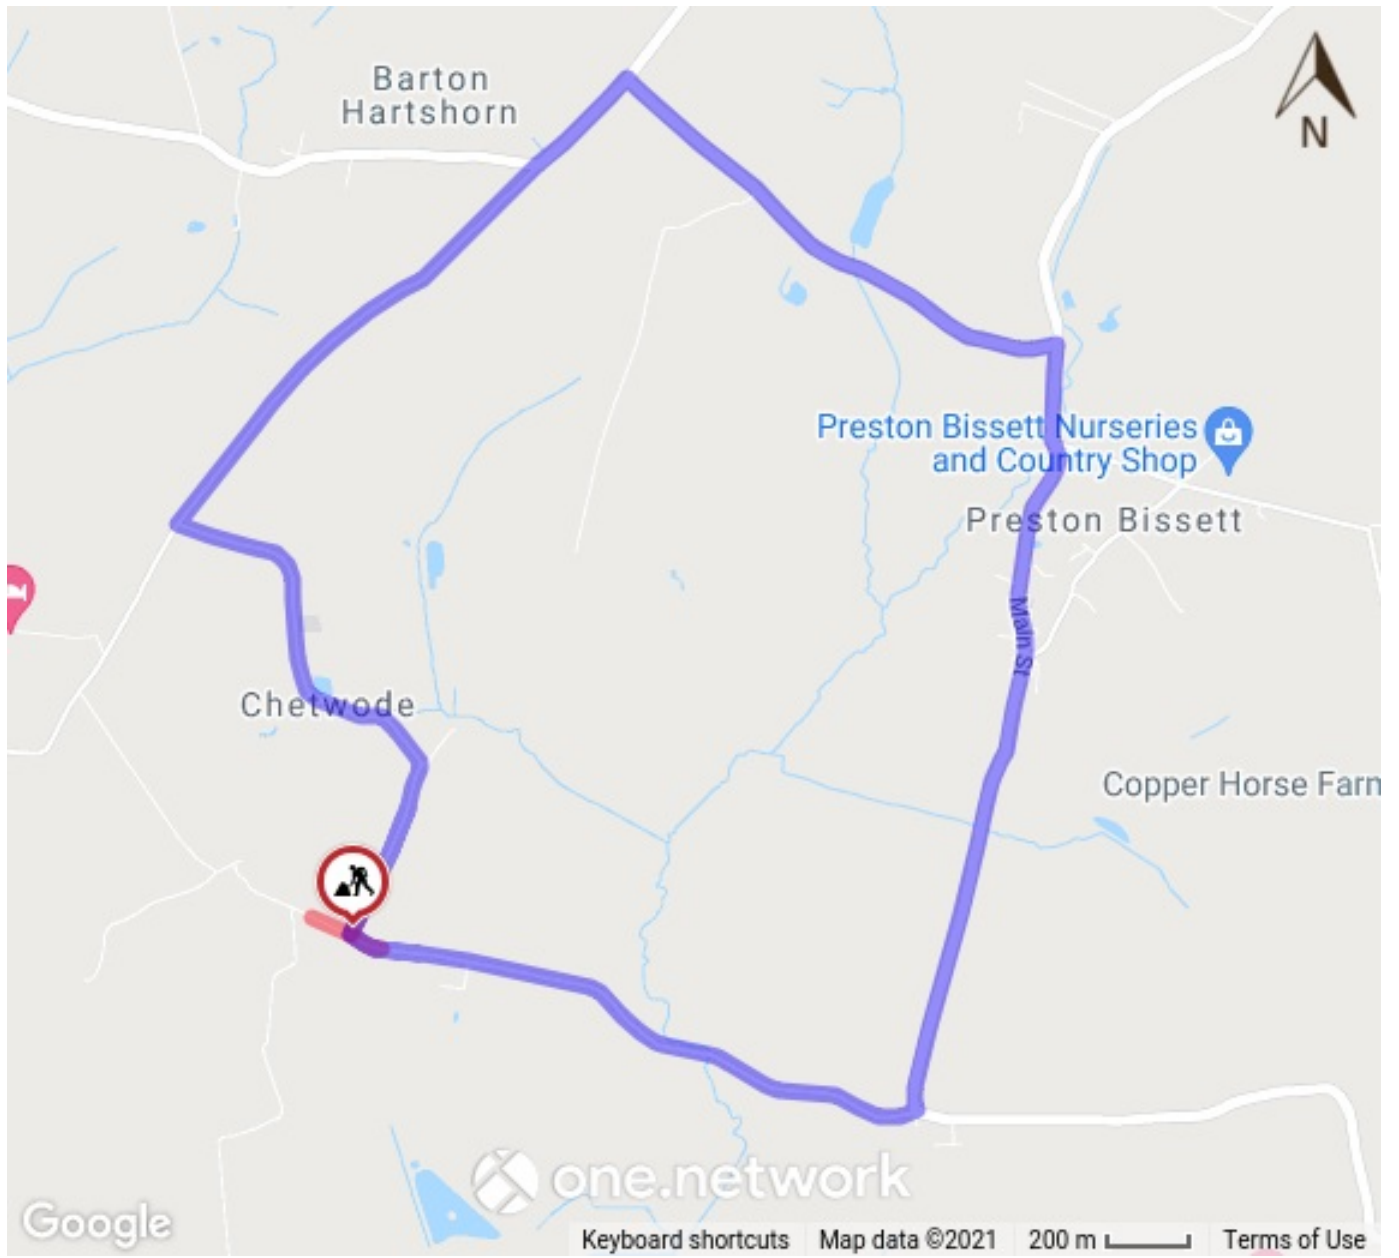 Barton
Hartshorn
N
Preston Bissett Nurseries
and Country Shop
Preston Bissett
Main St
Chetwode
Copper Horse Farm
one.network
Google
Keyboard shortcuts
Map data ©2021
200 m
Terms of Use